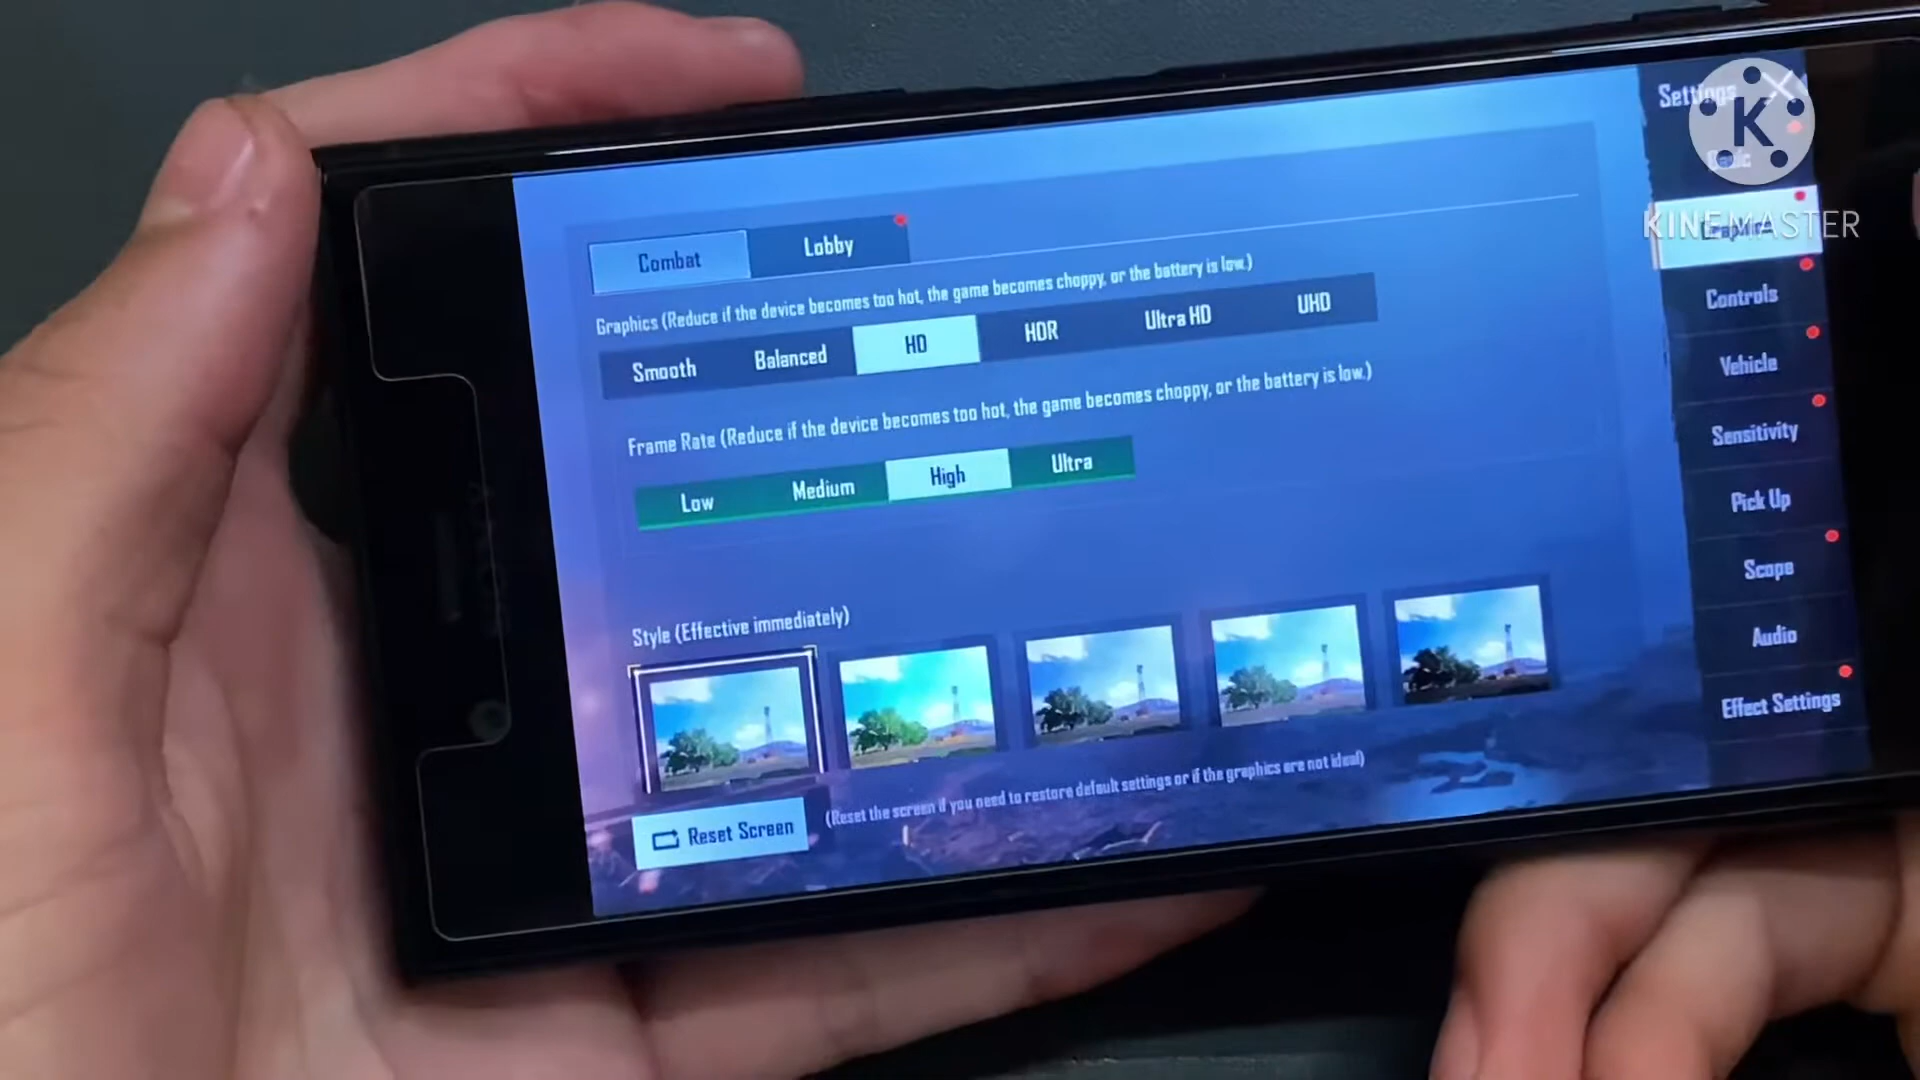 Settings
Basic
Graphics
Controls
Vehicle
Sensitivity
Pick Up
Scope
Audio
Effect Settings
Combat
Lobby
Graphics (Reduce if the device becomes too hot, the game becomes choppy, or the battery is low.)
Smooth Balanced HD HDR Ultra HD UHD
Frame Rate (Reduce if the device becomes too hot, the game becomes choppy, or the battery is low.)
Low Medium High Ultra
Style (Effective immediately)
Reset Screen
(Reset the screen if you need to restore default settings or if the graphics are not ideal)
K
KINEMASTER